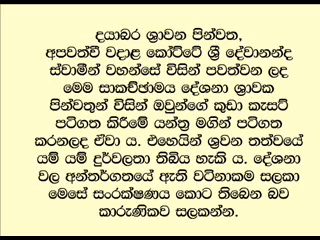 දයාබර ශ්‍රාවන පින්වත,
අපවත්වී වදාළ කෝට්ටේ ශ්‍රී දේවානන්ද
ස්වාමීන් වහන්සේ විසින් පවත්වන ලද
මෙම සාකච්ඡාමය දේශනා ශ්‍රාවක
පින්වතුන් විසින් ඔවුන්ගේ කුඩා කැසට්
පටිගත කිරීමේ යන්ත්‍ර මගින් පටිගත
කරනලද ඒවා ය. එහෙයින් ශ්‍රවන තත්වයේ
යම් යම් දුර්වලතා තිබිය හැකි ය. දේශනා
වල අන්තර්ගතයේ ඇති වටිනාකම සලකා
මෙසේ සංරක්ෂණය කොට තිබෙන බව
කාරුණිකව සලකන්න.